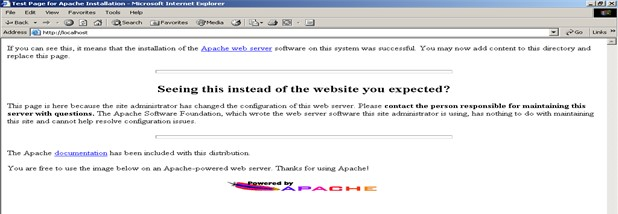 Test Page for Apache Installation - Microsoft Internet Explorer
File Edit View Favorites Tools Help
Back Search Favorites Media
Address http://localhost Go Links »
If you can see this, it means that the installation of the Apache web server software on this system was successful. You may now add content to this directory and
replace this page.
Seeing this instead of the website you expected?
This page is here because the site administrator has changed the configuration of this web server. Please contact the person responsible for maintaining this
server with questions. The Apache Software Foundation, which wrote the web server software this site administrator is using, has nothing to do with maintaining
this site and cannot help resolve configuration issues.
The Apache documentation has been included with this distribution.
You are free to use the image below on an Apache-powered web server. Thanks for using Apache!
Powered by
APACHE